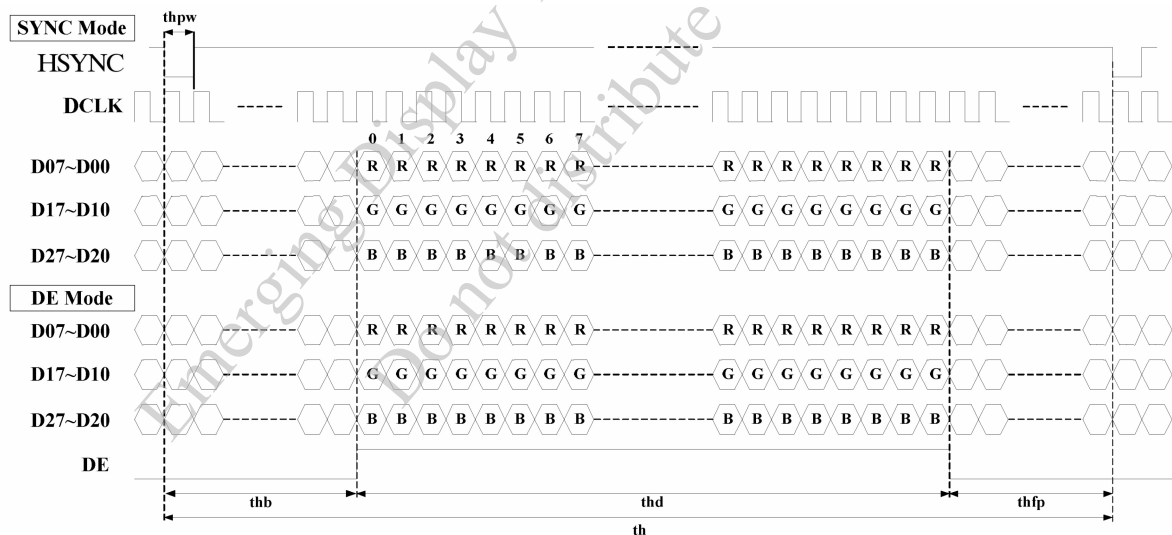 thpw
SYNC Mode
HSYNC
DCLK
0 1 2 3 4 5 6 7
D07~D00 R R R R R R R R R R R R R R R R
D17~D10 G G G G G G G G G G G G G G G G
D27~D20 B B B B B B B B B B B B B B B B
DE Mode
D07~D00 R R R R R R R R R R R R R R R R
D17~D10 G G G G G G G G G G G G G G G G
D27~D20 B B B B B B B B B B B B B B B B
DE
thb thd thfp
th
Emerging Display
Do not distribute